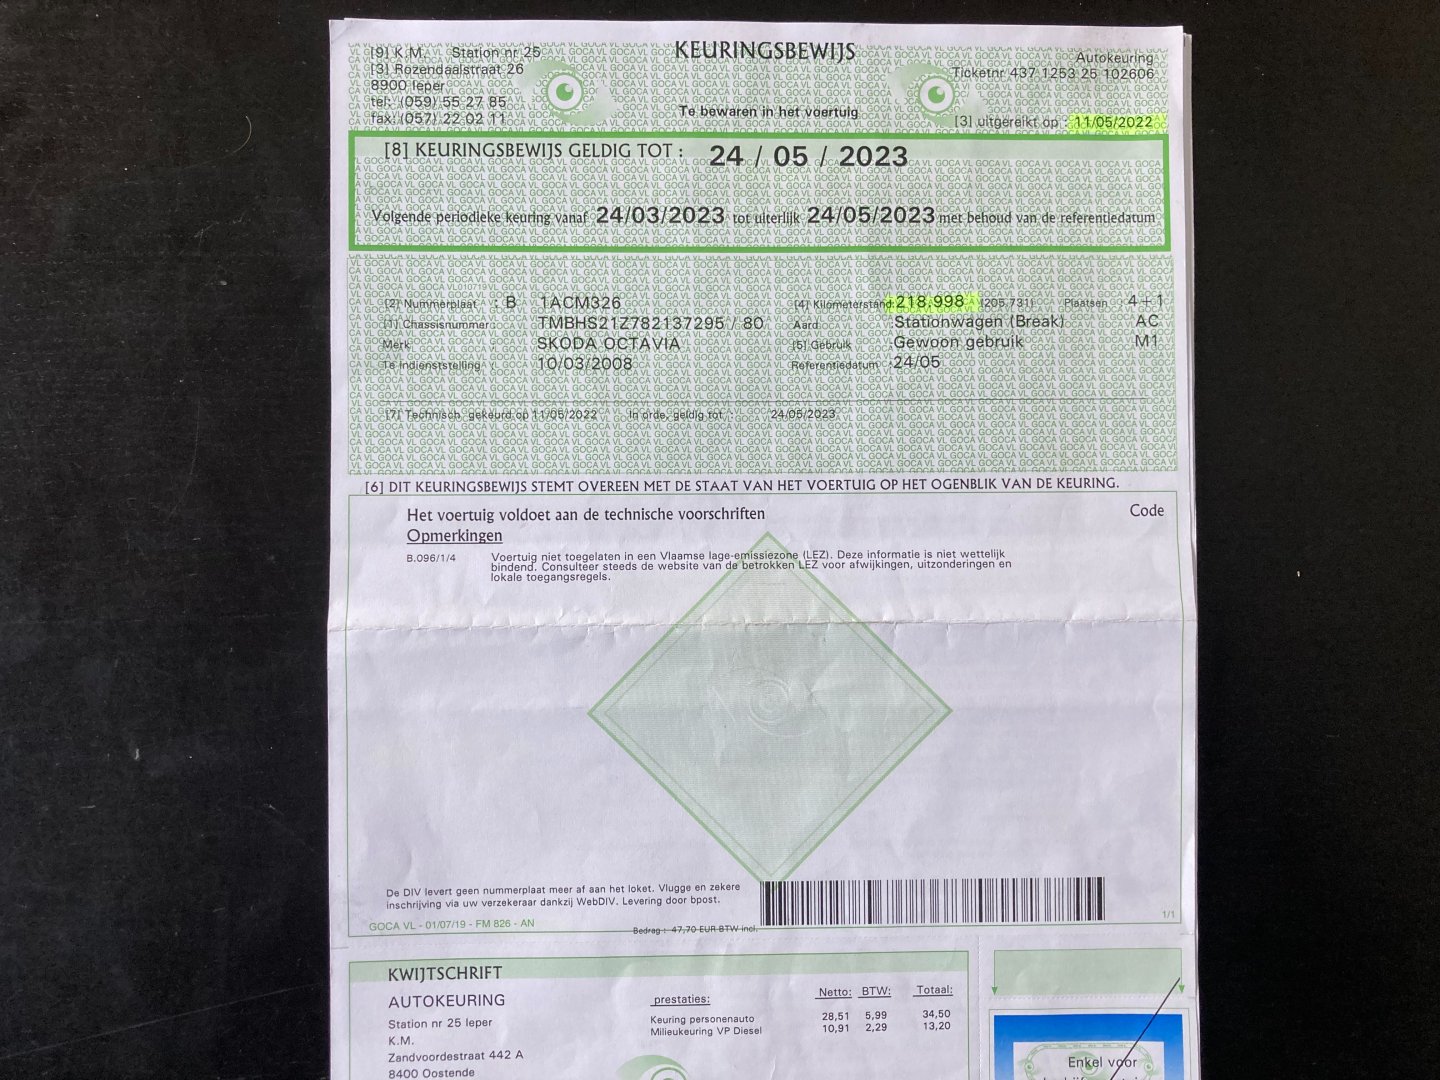 [9] K.M. Station nr 25
[3] Rozendaalstraat 26
8900 Ieper
tel: (059) 55 27 85
fax: (057) 22 02 11
KEURINGSBEWIJS
Te bewaren in het voertuig
Autokeuring
Ticketnr 437 1253 25 102606
[3] uitgereikt op : 11/05/2022
[8] KEURINGSBEWIJS GELDIG TOT : 24 / 05 / 2023
Volgende periodieke keuring vanaf 24/03/2023 tot uiterlijk 24/05/2023 met behoud van de referentiedatum
[2] Nummerplaat : B 1ACM326 [4] Kilometerstand: 218.998 (205.731) Plaatsen 4+1
[1] Chassisnummer: TMBHS21Z782137295 / 80 Aard :Stationwagen (Break) AC
Merk : SKODA OCTAVIA [5] Gebruik :Gewoon gebruik M1
Te Indienststelling : 10/03/2008 Referentiedatum :24/05
[7] Technisch gekeurd op 11/05/2022 In orde, geldig tot : 24/05/2023
[6] DIT KEURINGSBEWIJS STEMT OVEREEN MET DE STAAT VAN HET VOERTUIG OP HET OGENBLIK VAN DE KEURING.
Het voertuig voldoet aan de technische voorschriften Code
Opmerkingen
B.096/1/4 Voertuig niet toegelaten in een Vlaamse lage-emissiezone (LEZ). Deze informatie is niet wettelijk
bindend. Consulteer steeds de website van de betrokken LEZ voor afwijkingen, uitzonderingen en
lokale toegangsregels.
De DIV levert geen nummerplaat meer af aan het loket. Vlugge en zekere
inschrijving via uw verzekeraar dankzij WebDIV. Levering door bpost.
GOCA VL - 01/07/19 - FM 826 - AN
1/1
Bedrag : 47,70 EUR BTW incl.
KWIJTSCHRIFT
AUTOKEURING
Station nr 25 Ieper
K.M.
Zandvoordestraat 442 A
8400 Oostende
prestaties: Netto: BTW: Totaal:
Keuring personenauto 28,51 5,99 34,50
Milieukeuring VP Diesel 10,91 2,29 13,20
Enkel voor